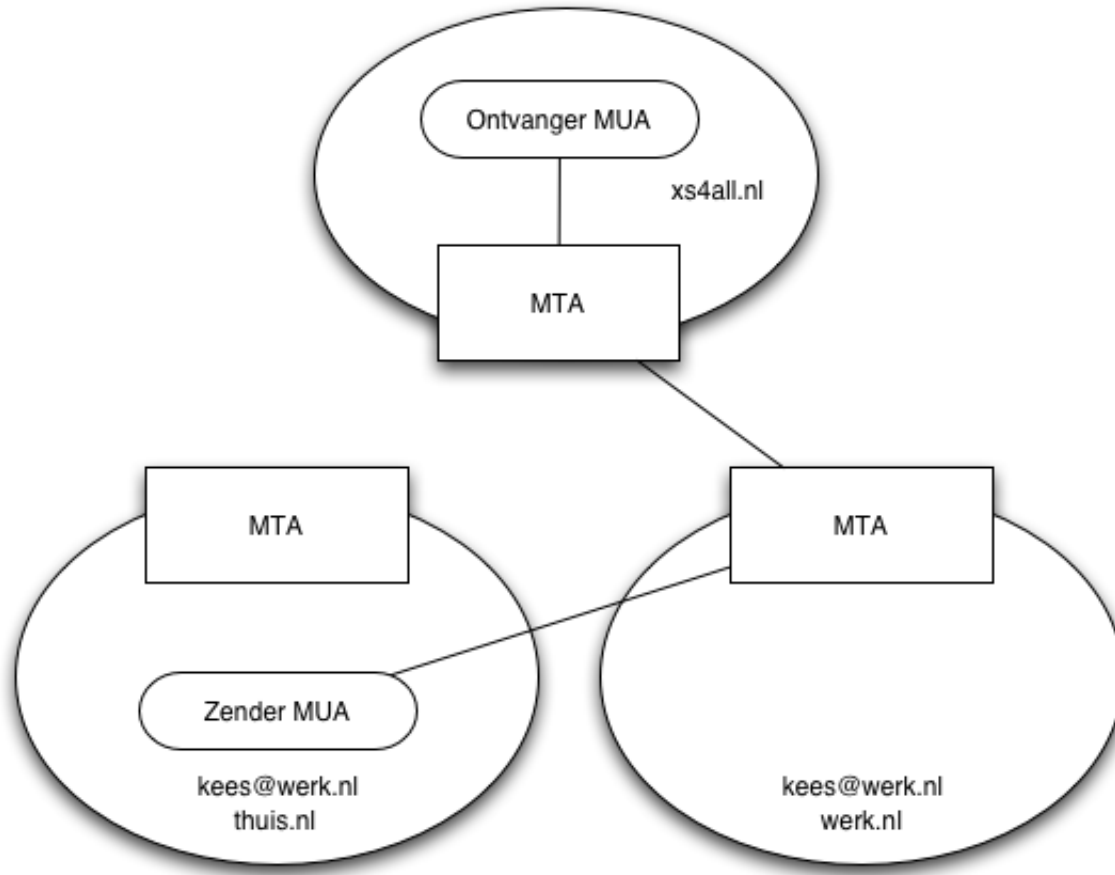 Ontvanger MUA
xs4all.nl
MTA
MTA
MTA
Zender MUA
kees@werk.nl
thuis.nl
kees@werk.nl
werk.nl